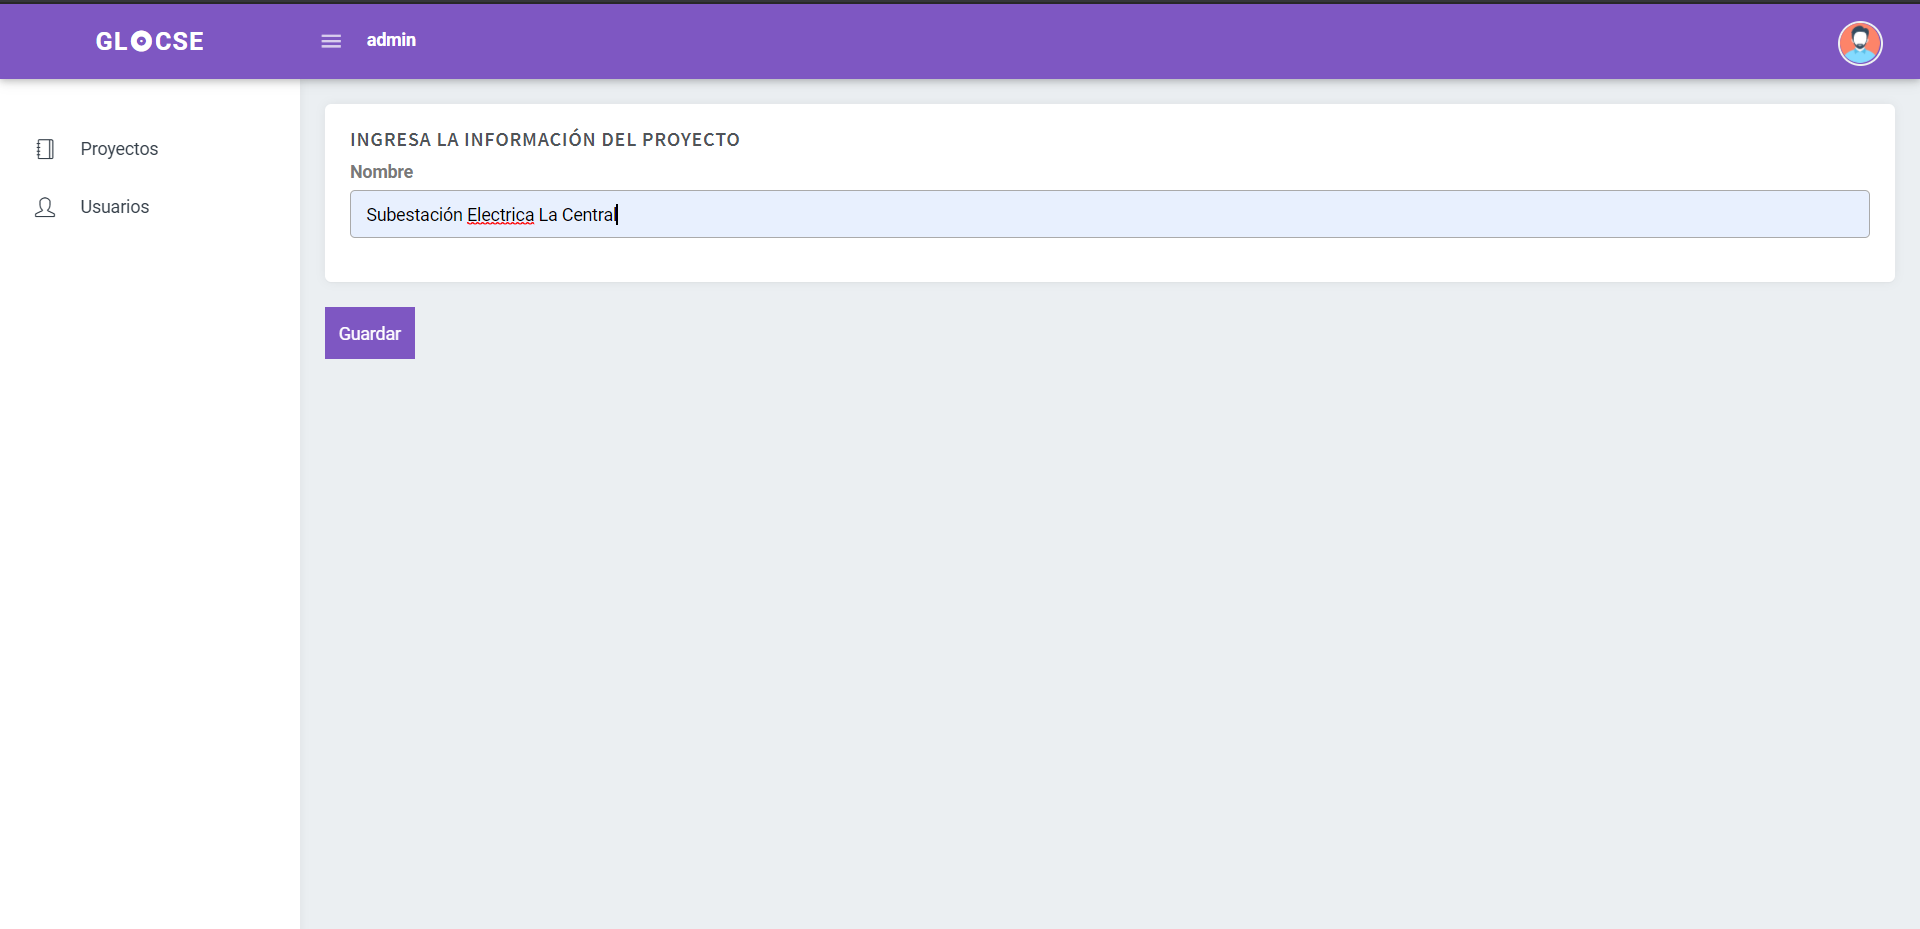 GLOCSE
admin
Proyectos
Usuarios
INGRESA LA INFORMACIÓN DEL PROYECTO
Nombre
Subestación Electrica La Central
Guardar